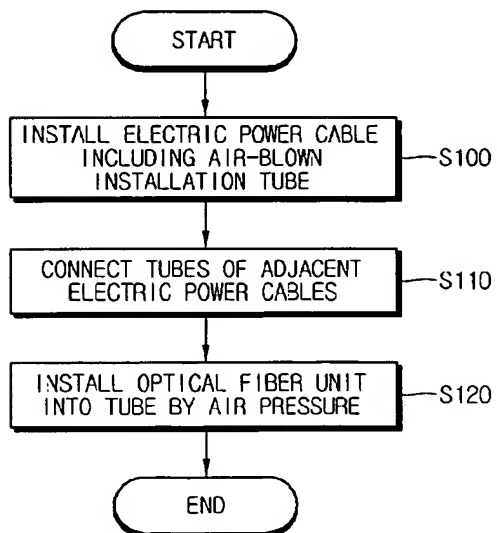 START
INSTALL ELECTRIC POWER CABLE
INCLUDING AIR-BLOWN
INSTALLATION TUBE
S100
CONNECT TUBES OF ADJACENT
ELECTRIC POWER CABLES
S110
INSTALL OPTICAL FIBER UNIT
INTO TUBE BY AIR PRESSURE
S120
END